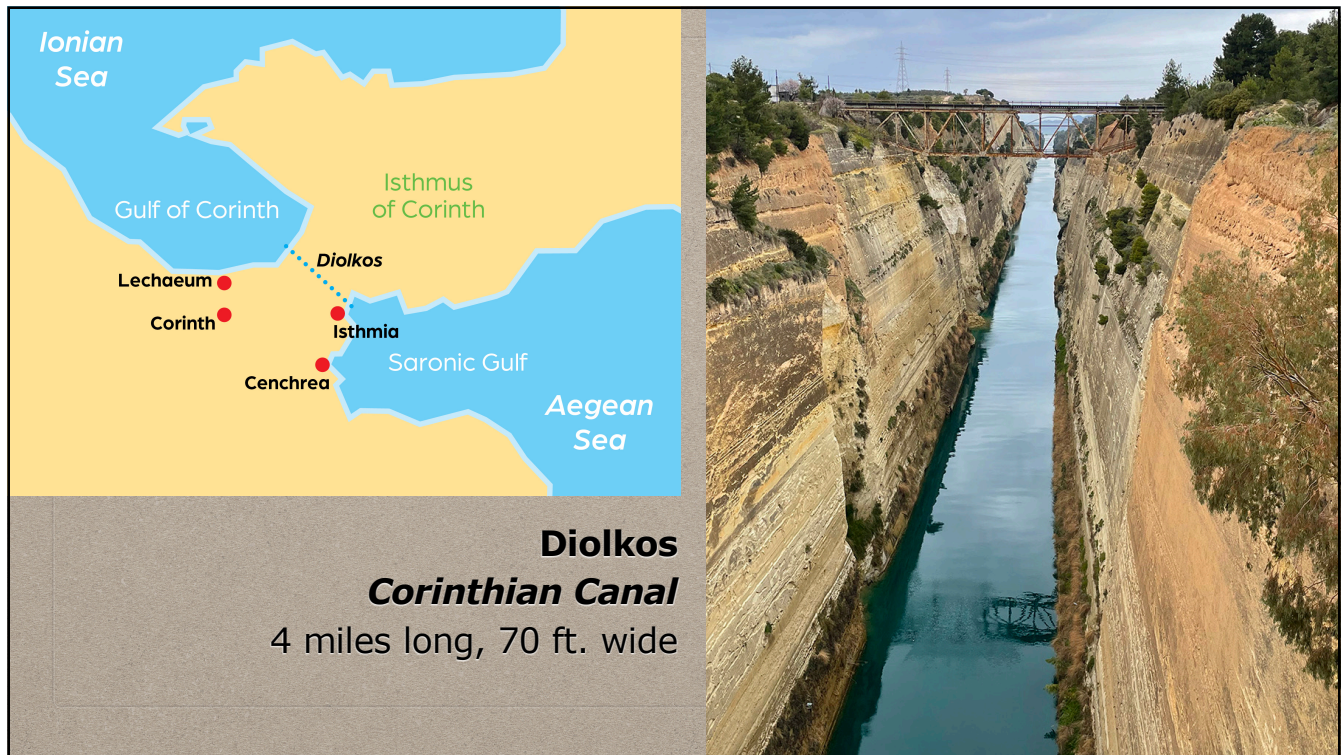 Ionian
Sea
Isthmus
of Corinth
Gulf of Corinth
Diolkos
Lechaeum
Corinth
Isthmia
Saronic Gulf
Cenchrea
Aegean
Sea
Diolkos
Corinthian Canal
4 miles long, 70 ft. wide